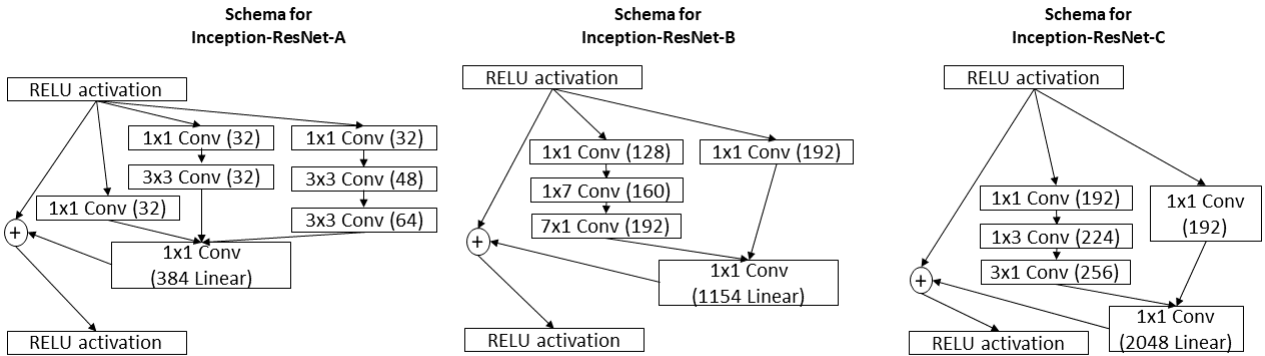 Schema for
Inception-ResNet-A
RELU activation
1x1 Conv (32)
1x1 Conv (32)
3x3 Conv (32)
3x3 Conv (48)
1x1 Conv (32)
3x3 Conv (64)
+
1x1 Conv
(384 Linear)
RELU activation
Schema for
Inception-ResNet-B
RELU activation
1x1 Conv (128)
1x1 Conv (192)
1x7 Conv (160)
7x1 Conv (192)
+
1x1 Conv
(1154 Linear)
RELU activation
Schema for
Inception-ResNet-C
RELU activation
1x1 Conv (192)
1x1 Conv
(192)
1x3 Conv (224)
3x1 Conv (256)
+
1x1 Conv
(2048 Linear)
RELU activation